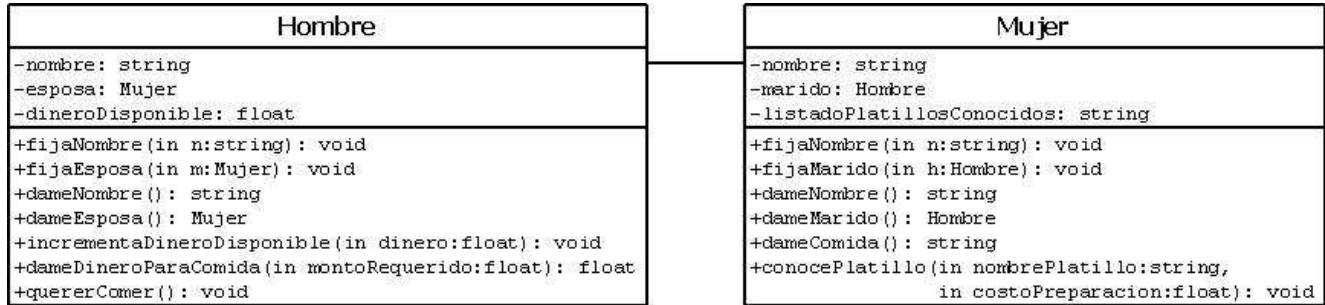 Hombre
-nombre: string
-esposa: Mujer
-dineroDisponible: float
+fijaNombre(in n:string): void
+fijaEsposa(in m:Mujer): void
+dameNombre(): string
+dameEsposa(): Mujer
+incrementaDineroDisponible(in dinero:float): void
+dameDineroParaComida(in montoRequerido:float): float
+quererComer(): void
Mujer
-nombre: string
-marido: Hombre
-listadoPlatillosConocidos: string
+fijaNombre(in n:string): void
+fijaMarido(in h:Hombre): void
+dameNombre(): string
+dameMarido(): Hombre
+dameComida(): string
+conocePlatillo(in nombrePlatillo:string,
in costoPreparacion:float): void